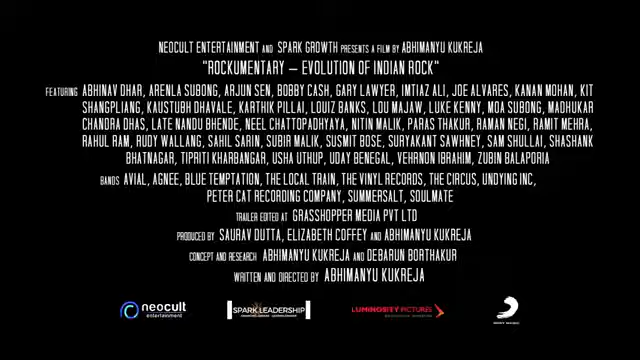 NEOCULT ENTERTAINMENT AND SPARK GROWTH PRESENTS A FILM BY ABHIMANYU KUKREJA
"ROCKUMENTARY – EVOLUTION OF INDIAN ROCK"
FEATURING ABHINAV DHAR, ARENLA SUBONG, ARJUN SEN, BOBBY CASH, GARY LAWYER, IMTIAZ ALI, JOE ALVARES, KANAN MOHAN, KIT
SHANGPLIANG, KAUSTUBH DHAVALE, KARTHIK PILLAI, LOUIZ BANKS, LOU MAJAW, LUKE KENNY, MOA SUBONG, MADHUKAR
CHANDRA DHAS, LATE NANDU BHENDE, NEEL CHATTOPADHYAYA, NITIN MALIK, PARAS THAKUR, RAMAN NEGI, RAMIT MEHRA,
RAHUL RAM, RUDY WALLANG, SAHIL SARIN, SUBIR MALIK, SUSMIT BOSE, SURYAKANT SAWHNEY, SAM SHULLAI, SHASHANK
BHATNAGAR, TIPRITI KHARBANGAR, USHA UTHUP, UDAY BENEGAL, VEHRNON IBRAHIM, ZUBIN BALAPORIA
BANDS AVIAL, AGNEE, BLUE TEMPTATION, THE LOCAL TRAIN, THE VINYL RECORDS, THE CIRCUS, UNDYING INC,
PETER CAT RECORDING COMPANY, SUMMERSALT, SOULMATE
TRAILER EDITED AT GRASSHOPPER MEDIA PVT LTD
PRODUCED BY SAURAV DUTTA, ELIZABETH COFFEY AND ABHIMANYU KUKREJA
CONCEPT AND RESEARCH ABHIMANYU KUKREJA AND DEBARUN BORTHAKUR
WRITTEN AND DIRECTED BY ABHIMANYU KUKREJA
neocult
entertainment
SPARK LEADERSHIP
LUMINOSITY PICTURES
SONY MUSIC